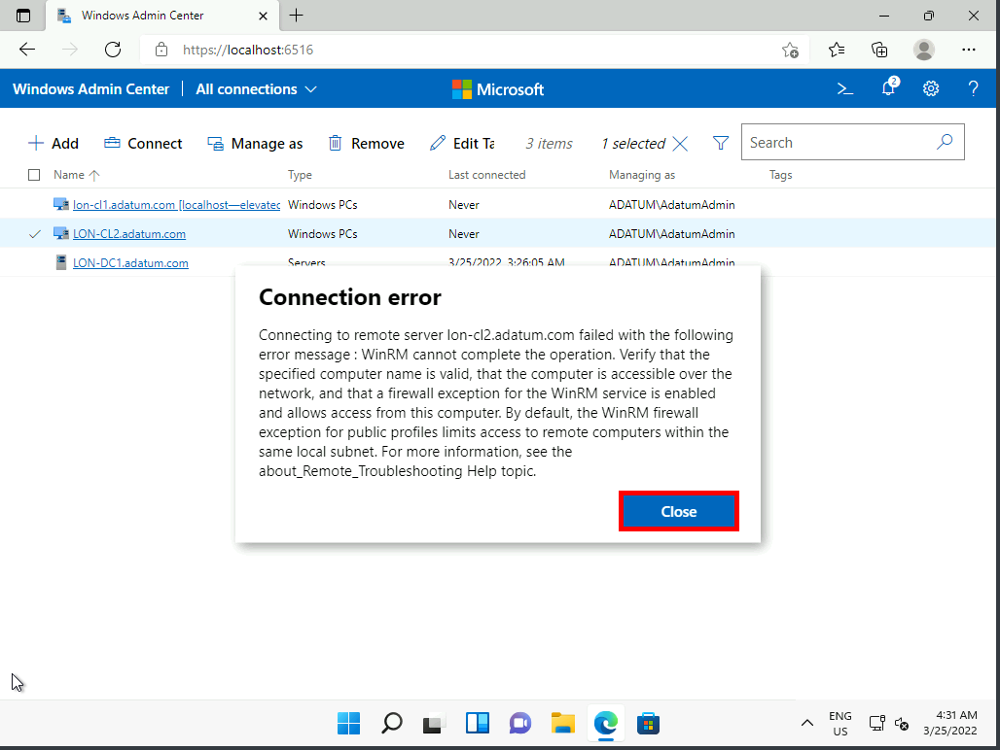 Windows Admin Center
https://localhost:6516
Windows Admin Center | All connections Microsoft 2 ?
Add Connect Manage as Remove Edit Ta 3 items 1 selected Search
Name Type Last connected Managing as Tags
lon-cl1.adatum.com [localhost—elevated Windows PCs Never ADATUM\AdatumAdmin
LON-CL2.adatum.com Windows PCs Never ADATUM\AdatumAdmin
LON-DC1.adatum.com Servers 3/25/2022, 3:26:05 AM ADATUM\AdatumAdmin
Connection error
Connecting to remote server lon-cl2.adatum.com failed with the following
error message : WinRM cannot complete the operation. Verify that the
specified computer name is valid, that the computer is accessible over the
network, and that a firewall exception for the WinRM service is enabled
and allows access from this computer. By default, the WinRM firewall
exception for public profiles limits access to remote computers within the
same local subnet. For more information, see the
about_Remote_Troubleshooting Help topic.
Close
ENG
US
4:31 AM
3/25/2022